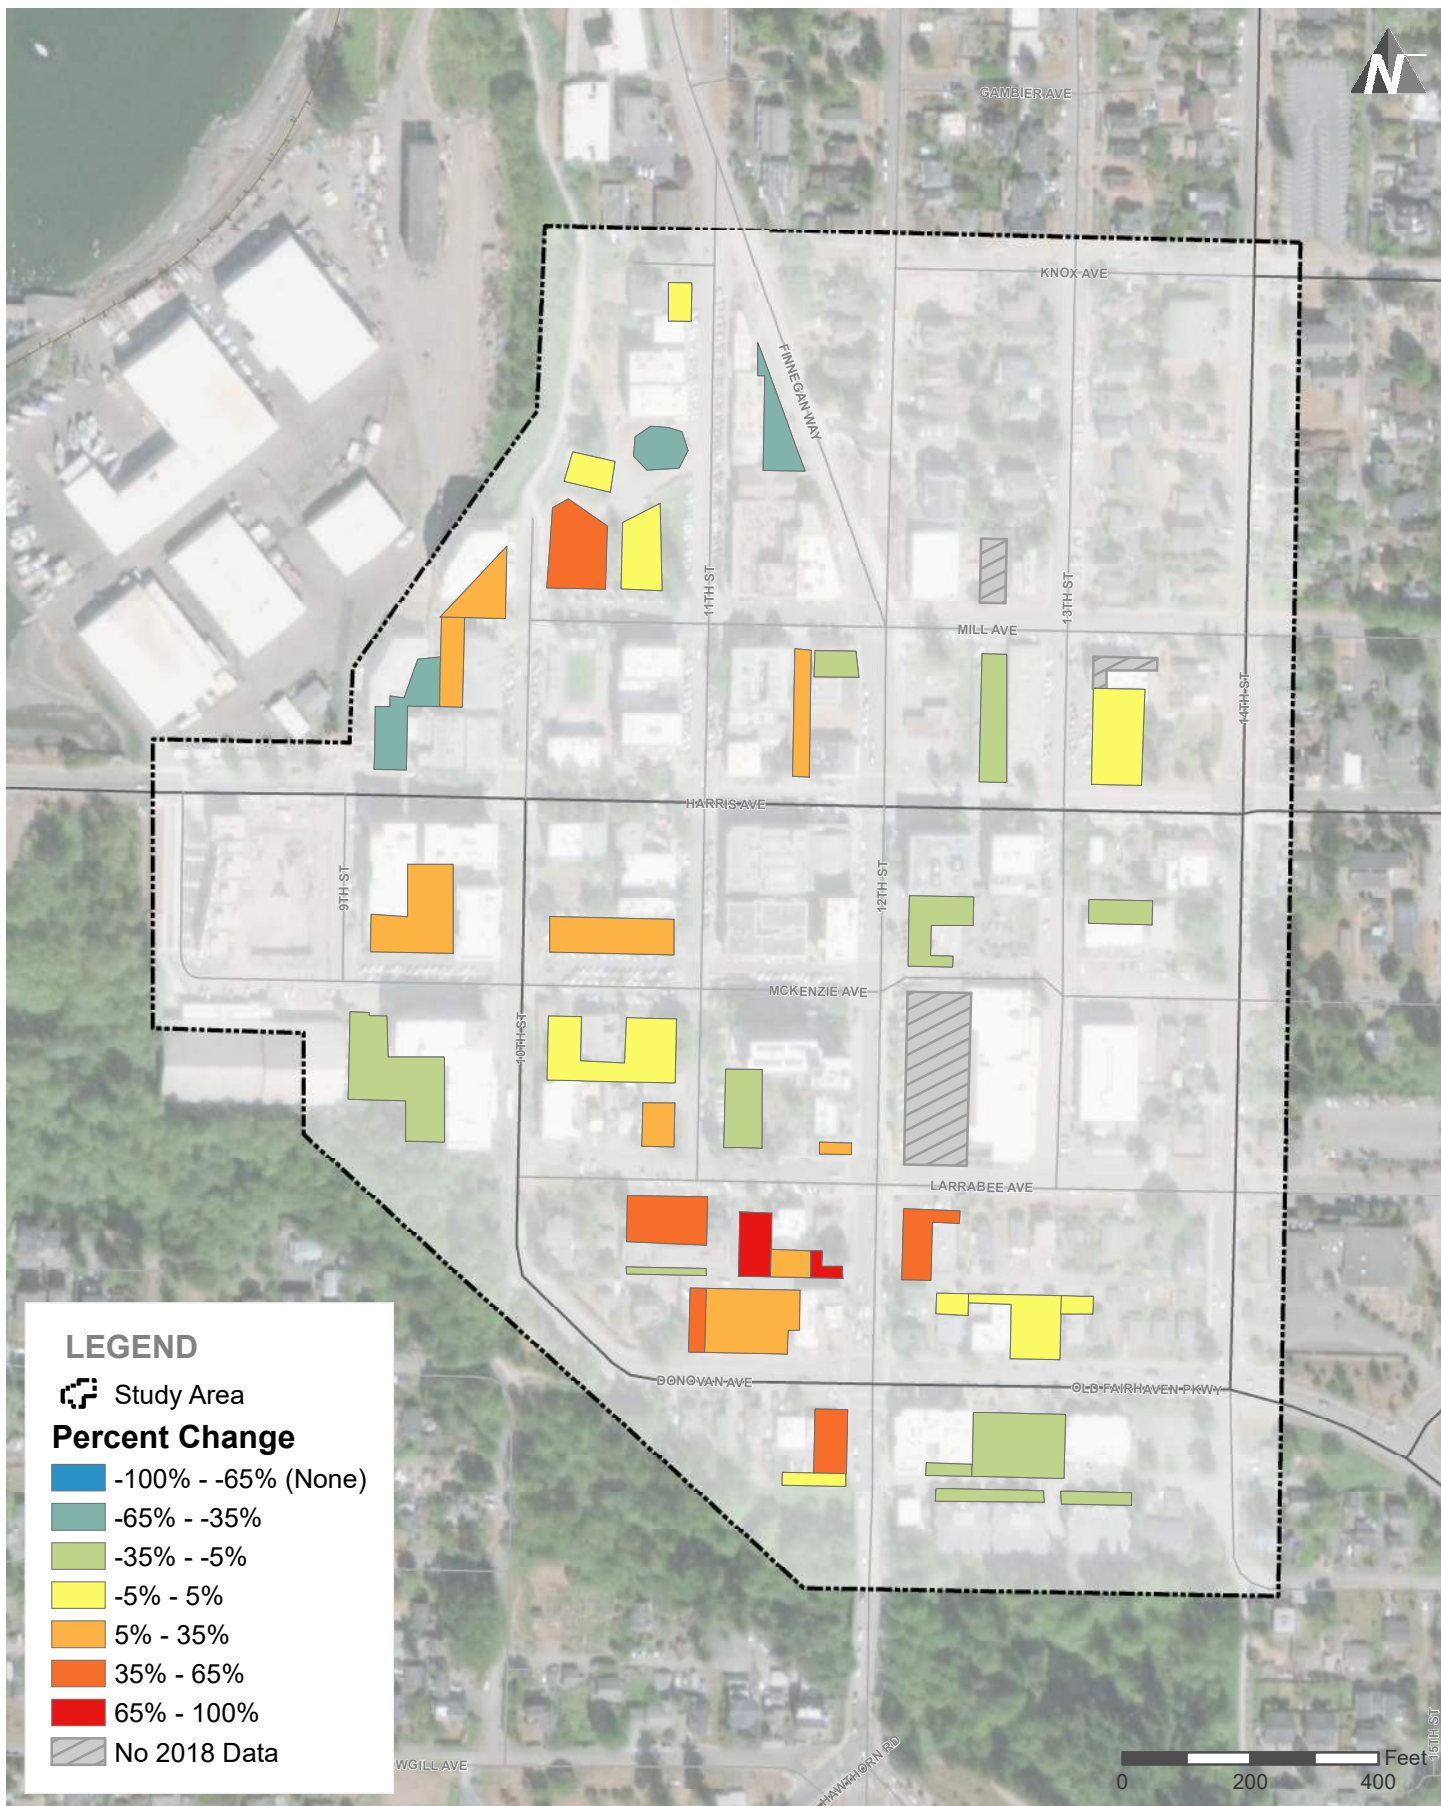 N
GAMBIER AVE
KNOX AVE
FINNEGAN WAY
11TH ST
13TH ST
MILL AVE
14TH ST
HARRIS AVE
9TH ST
12TH ST
MCKENZIE AVE
10TH ST
LARRABEE AVE
DONOVAN AVE
OLD FAIRHAVEN PKWY
LEGEND
Study Area
Percent Change
-100% - -65% (None)
-65% - -35%
-35% - -5%
-5% - 5%
5% - 35%
35% - 65%
65% - 100%
No 2018 Data
WGILL AVE
HAWTHORN RD
15TH ST
Feet
0 200 400